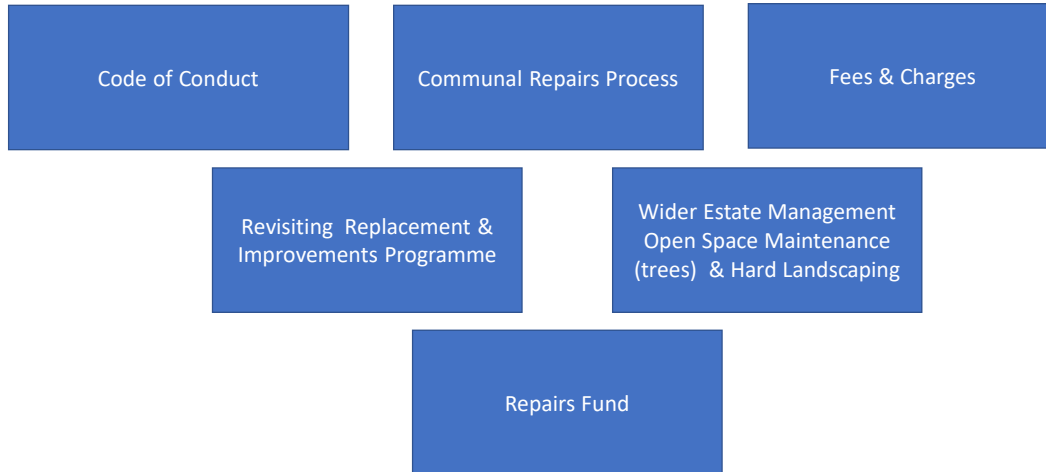 Code of Conduct
Communal Repairs Process
Fees & Charges
Revisiting  Replacement &
Improvements Programme
Wider Estate Management
Open Space Maintenance
(trees)  & Hard Landscaping
Repairs Fund